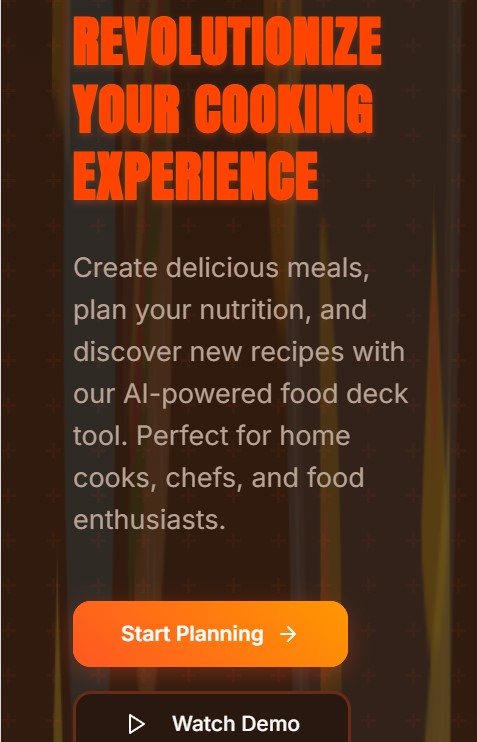 REVOLUTIONIZE
YOUR COOKING
EXPERIENCE
Create delicious meals,
plan your nutrition, and
discover new recipes with
our AI-powered food deck
tool. Perfect for home
cooks, chefs, and food
enthusiasts.
Start Planning
Watch Demo